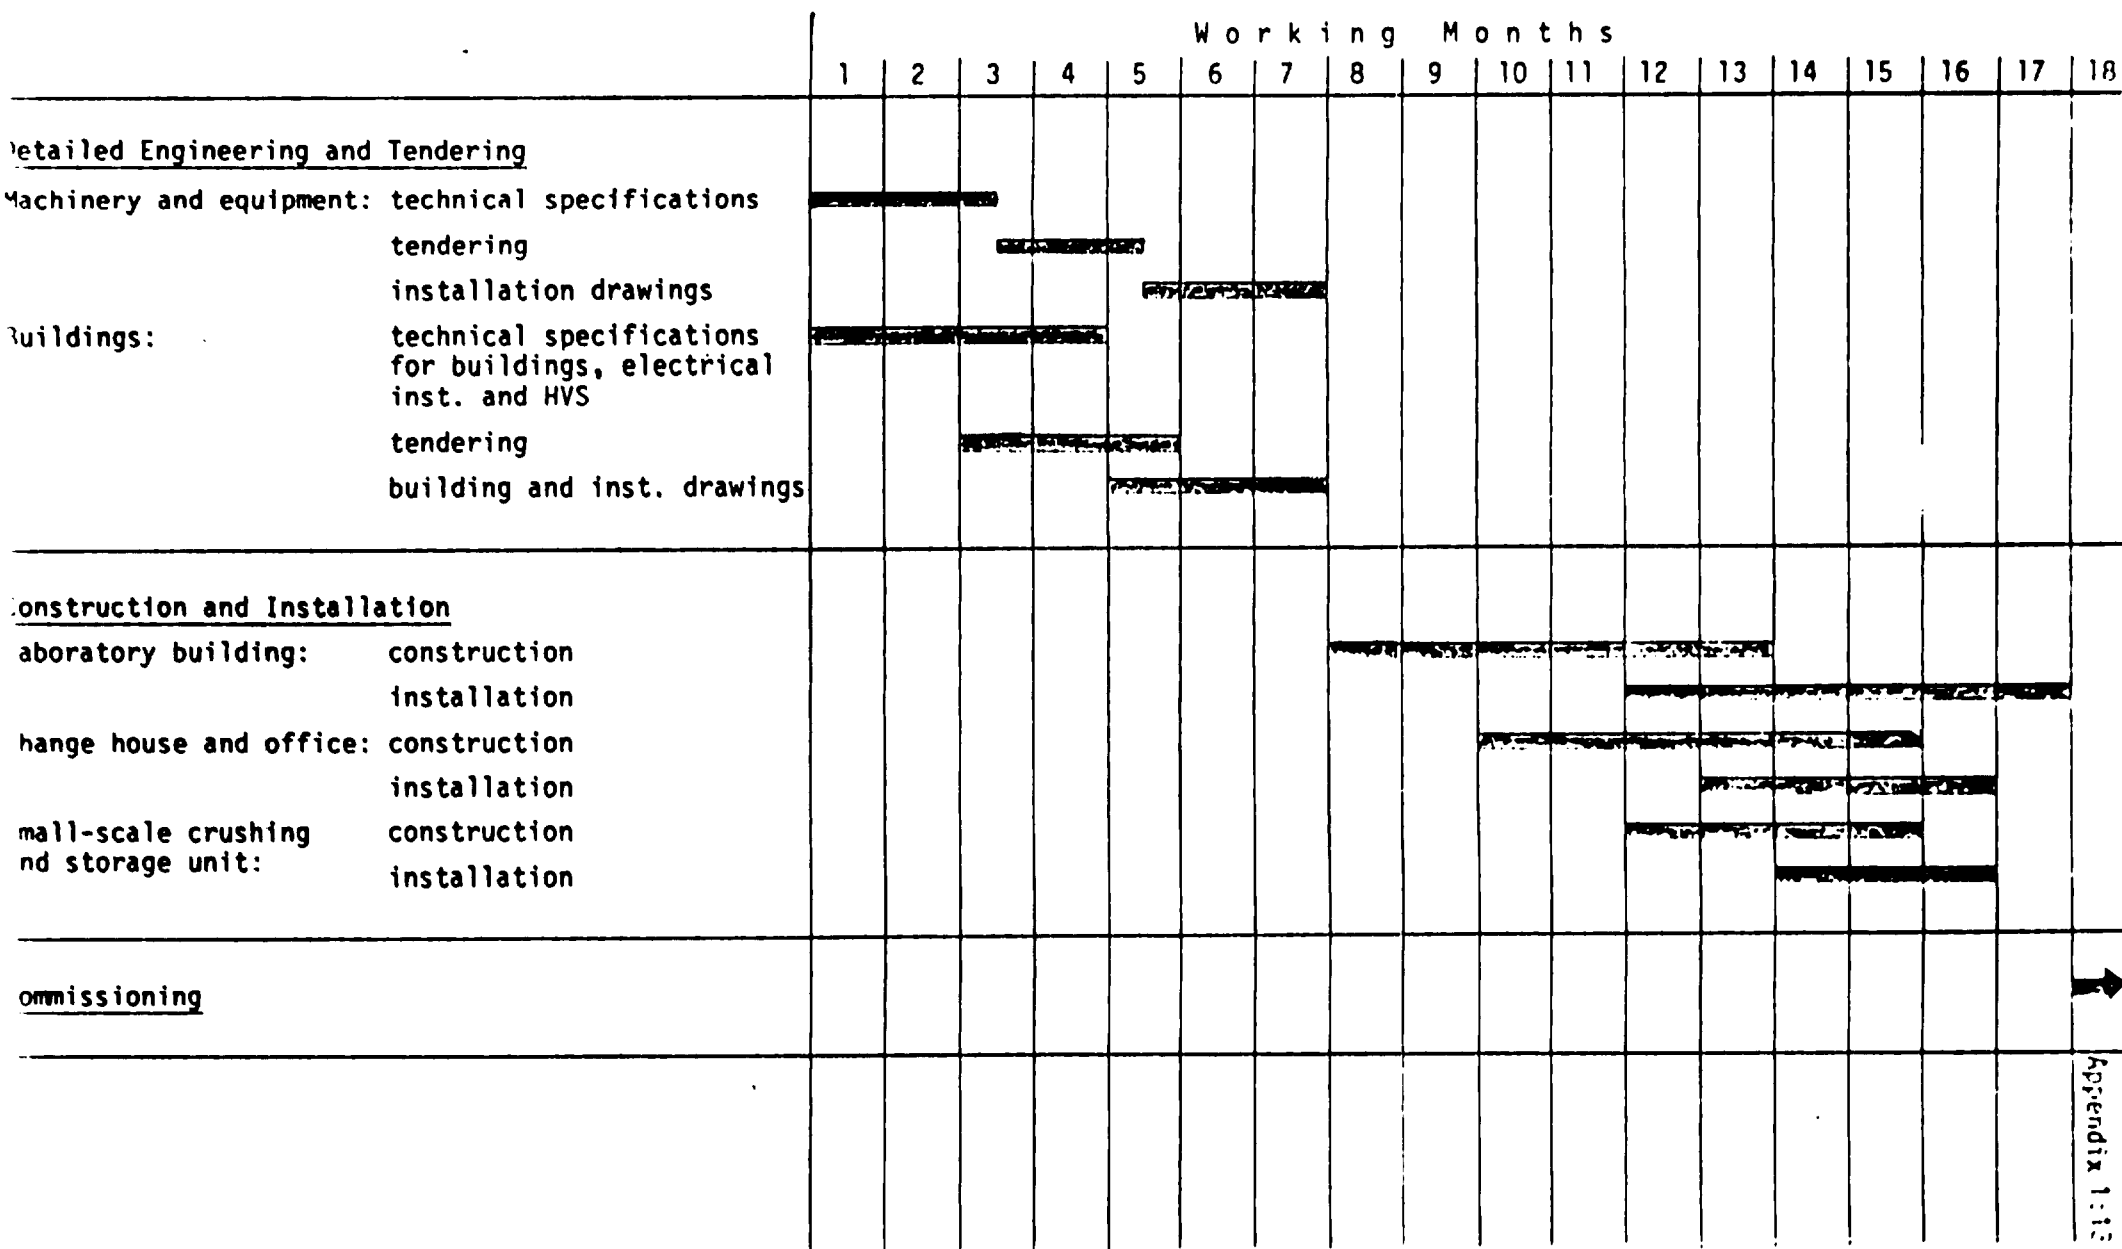 Working Months
1 2 3 4 5 6 7 8 9 10 11 12 13 14 15 16 17 18
etailed Engineering and Tendering
Machinery and equipment: technical specifications
tendering
installation drawings
uildings: technical specifications
for buildings, electrical
inst. and HVS
tendering
building and inst. drawings
onstruction and Installation
aboratory building: construction
installation
hange house and office: construction
installation
mall-scale crushing construction
nd storage unit:
installation
ommissioning
Appendix